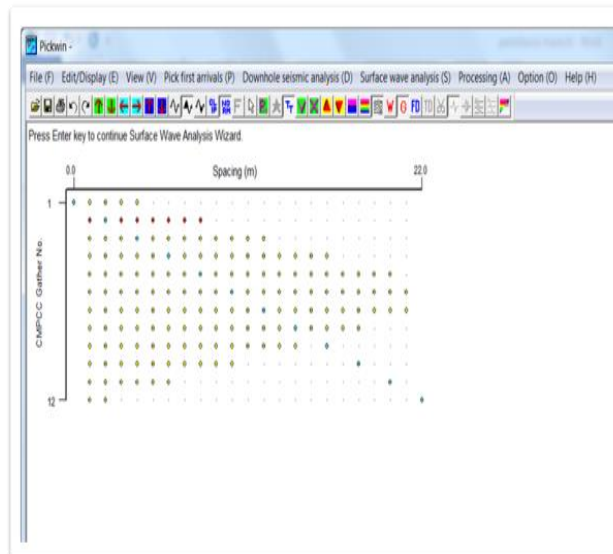 Pickwin -
File (F) Edit/Display (E) View (V) Pick first arrivals (P) Downhole seismic analysis (D) Surface wave analysis (S) Processing (A) Option (O) Help (H)
Press Enter key to continue Surface Wave Analysis Wizard.
0.0 Spacing (m) 22.0
1
CMPCC Gather No.
12